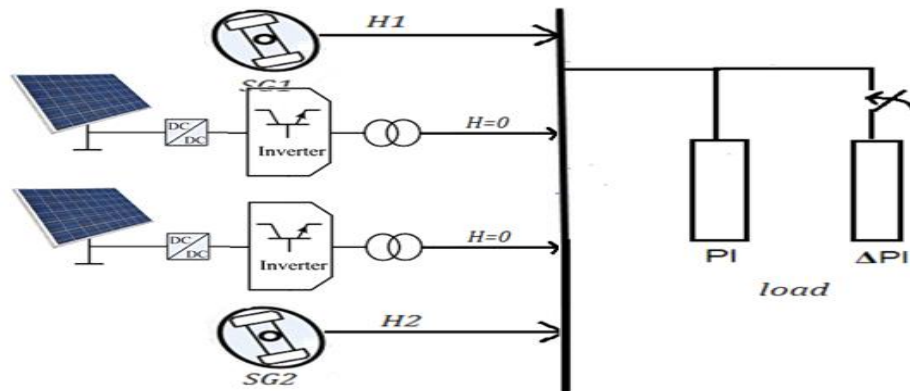 H1
SG1
DC
DC
Inverter
H=0
DC
DC
Inverter
H=0
PI
ΔPI
load
H2
SG2